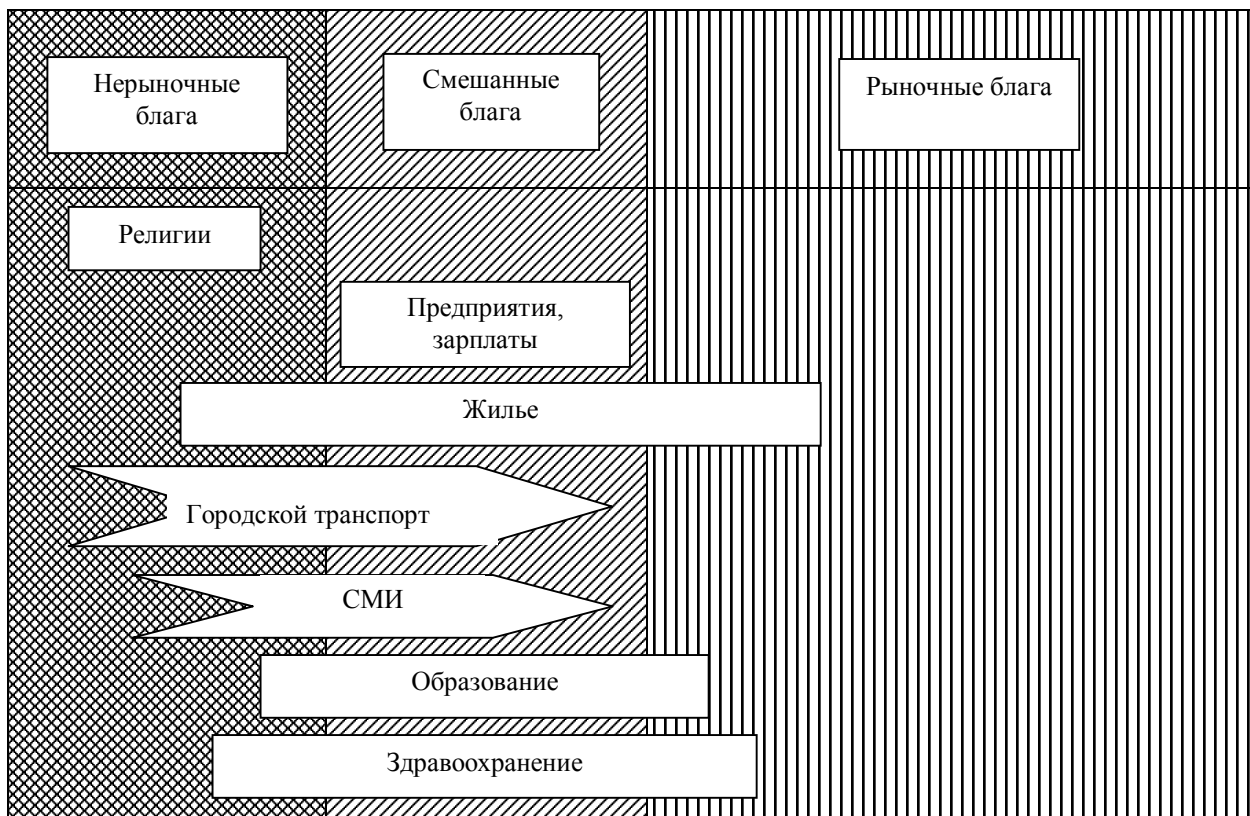 Нерыночные
блага
Смешанные
блага
Рыночные блага
Религии
Предприятия,
зарплаты
Жилье
Городской транспорт
СМИ
Образование
Здравоохранение